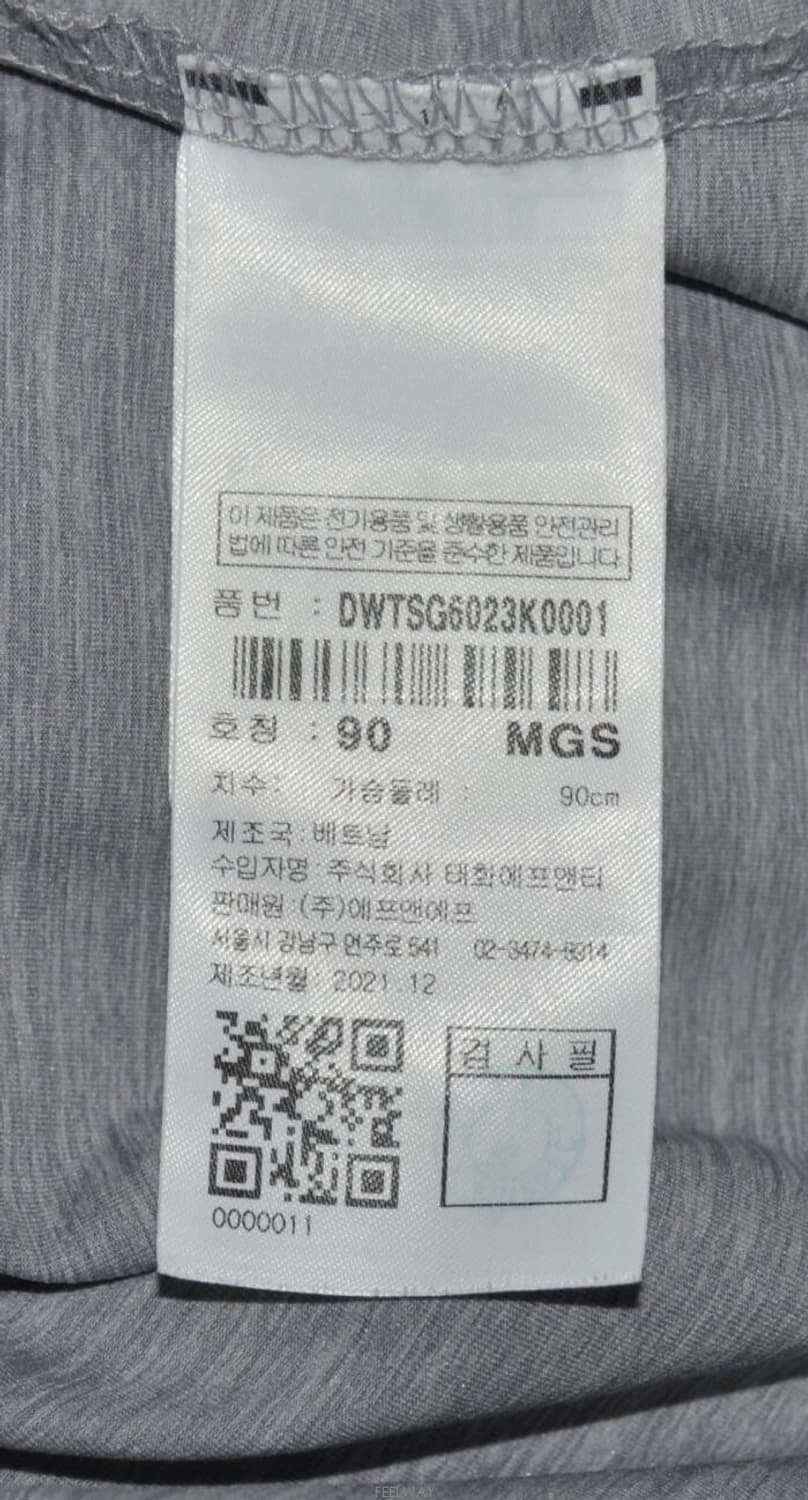 이 제품은 전기용품 및 생활용품 안전관리
법에 따른 안전 기준을 준수한 제품입니다
품번 : DWTSG6023K0001
호칭 : 90 MGS
치수: 가슴둘레 : 90cm
제조국:베트남
수입자명 주식회사 태화에프앤티
판매원:(주)에프앤에프
서울시 강남구 언주로 541 02-3474-6914
제조년월 2021.12
검 사 필
0000011
FEELWAY